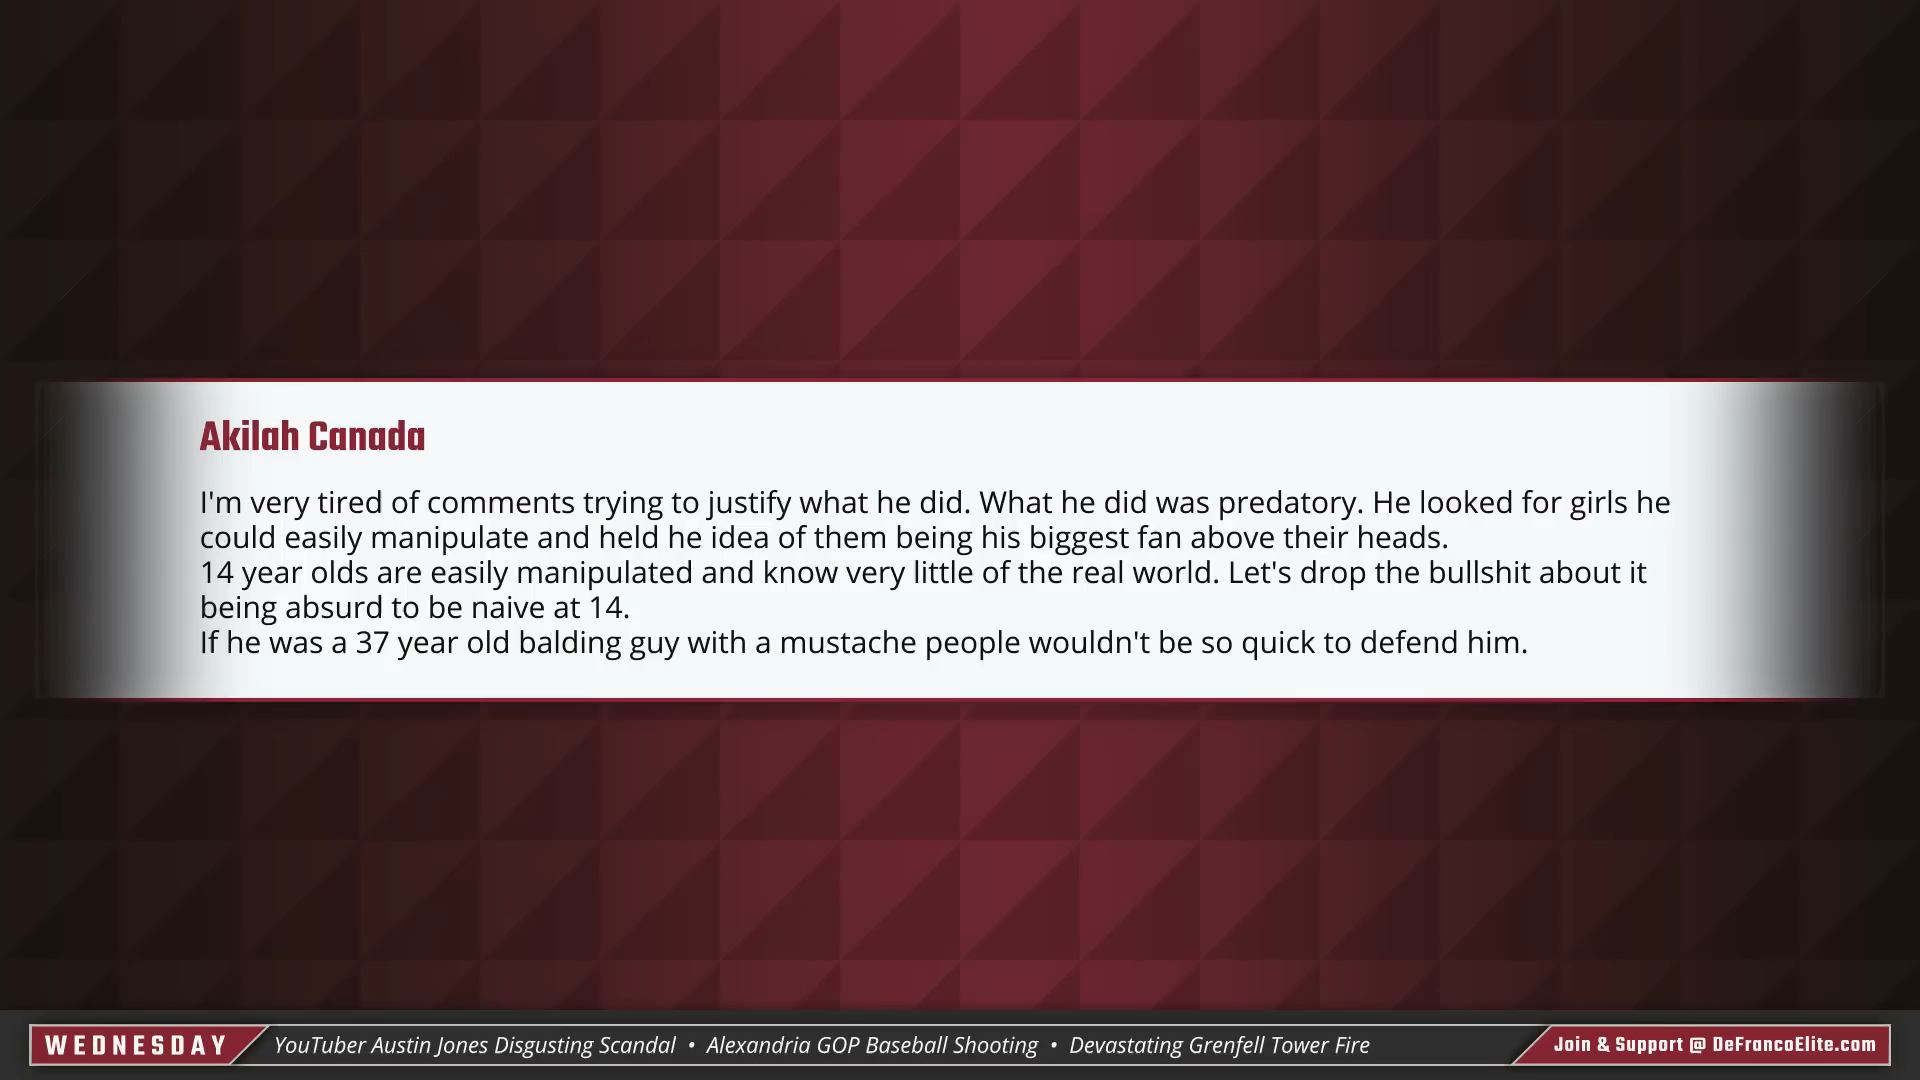 Akilah Canada
I'm very tired of comments trying to justify what he did. What he did was predatory. He looked for girls he
could easily manipulate and held he idea of them being his biggest fan above their heads.
14 year olds are easily manipulated and know very little of the real world. Let's drop the bullshit about it
being absurd to be naive at 14.
If he was a 37 year old balding guy with a mustache people wouldn't be so quick to defend him.
WEDNESDAY YouTuber Austin Jones Disgusting Scandal • Alexandria GOP Baseball Shooting • Devastating Grenfell Tower Fire Join & Support @ DeFrancoElite.com